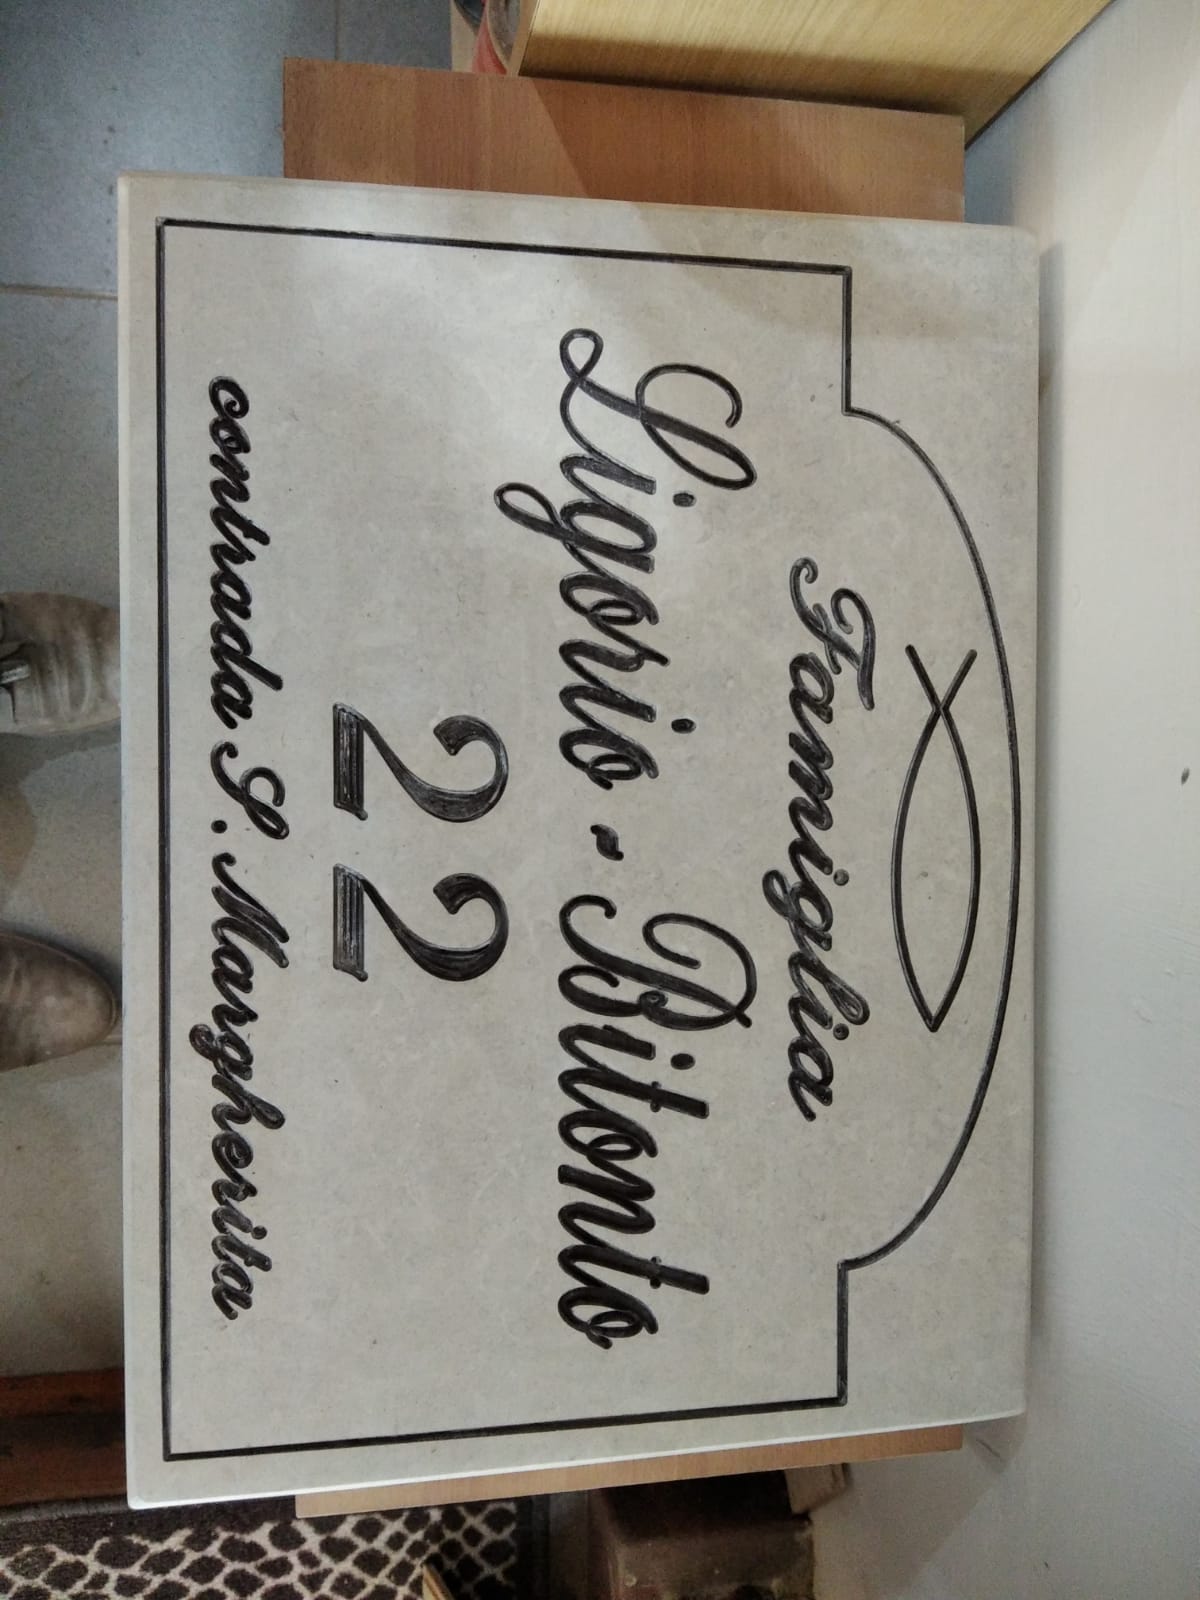 Famiglia
Ligorio - Bitonto
22
contrada S. Margherita